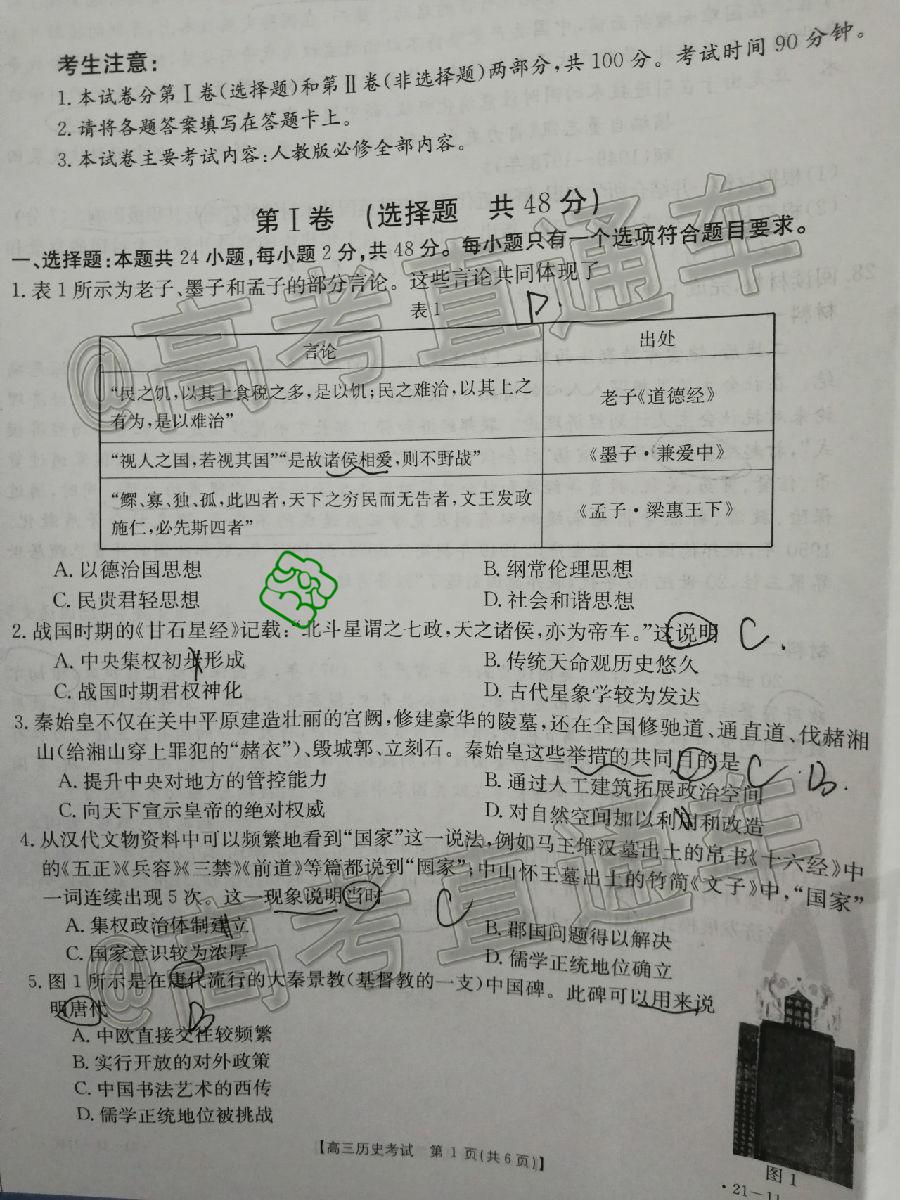 考生注意:
1.本试卷分第Ⅰ卷(选择题)和第Ⅱ卷(非选择题)两部分,共100分。考试时间90分钟。
2.请将各题答案填写在答题卡上。
3.本试卷主要考试内容:人教版必修全部内容。
第Ⅰ卷 (选择题 共48分)
一、选择题:本题共24小题,每小题2分,共48分。每小题只有一个选项符合题目要求。
1.表1所示为老子、墨子和孟子的部分言论。这些言论共同体现了
D.
表1
言论 出处
“民之饥,以其上食税之多,是以饥;民之难治,以其上之
有为,是以难治” 老子《道德经》
“视人之国,若视其国”“是故诸侯相爱,则不野战” 《墨子·兼爱中》
“鳏、寡、独、孤,此四者,天下之穷民而无告者,文王发政
施仁,必先斯四者” 《孟子·梁惠王下》
A.以德治国思想 B.纲常伦理思想
C.民贵君轻思想 D.社会和谐思想
2.战国时期的《甘石星经》记载:“北斗星谓之七政,天之诸侯,亦为帝车。”这说明 C.
A.中央集权初步形成 B.传统天命观历史悠久
C.战国时期君权神化 D.古代星象学较为发达
3.秦始皇不仅在关中平原建造壮丽的宫阙,修建豪华的陵墓,还在全国修驰道、通直道、伐赭湘
山(给湘山穿上罪犯的“赭衣”)、毁城郭、立刻石。秦始皇这些举措的共同目的是 C B.
A.提升中央对地方的管控能力 B.通过人工建筑拓展政治空间
C.向天下宣示皇帝的绝对权威 D.对自然空间加以利用和改造
4.从汉代文物资料中可以频繁地看到“国家”这一说法,例如马王堆汉墓出土的帛书《十六经》中
的《五正》《兵容》《三禁》《前道》等篇都说到“国家”;中山怀王墓出土的竹简《文子》中,“国家”
一词连续出现5次。这一现象说明当时 C
A.集权政治体制建立 B.郡国问题得以解决
C.国家意识较为浓厚 D.儒学正统地位确立
5.图1所示是在唐代流行的大秦景教(基督教的一支)中国碑。此碑可以用来说
明唐代 B
A.中欧直接交往较频繁
B.实行开放的对外政策
C.中国书法艺术的西传
D.儒学正统地位被挑战
图1
【高三历史考试 第1页(共6页)】
·21-11
@高考直通车
@高考直通车